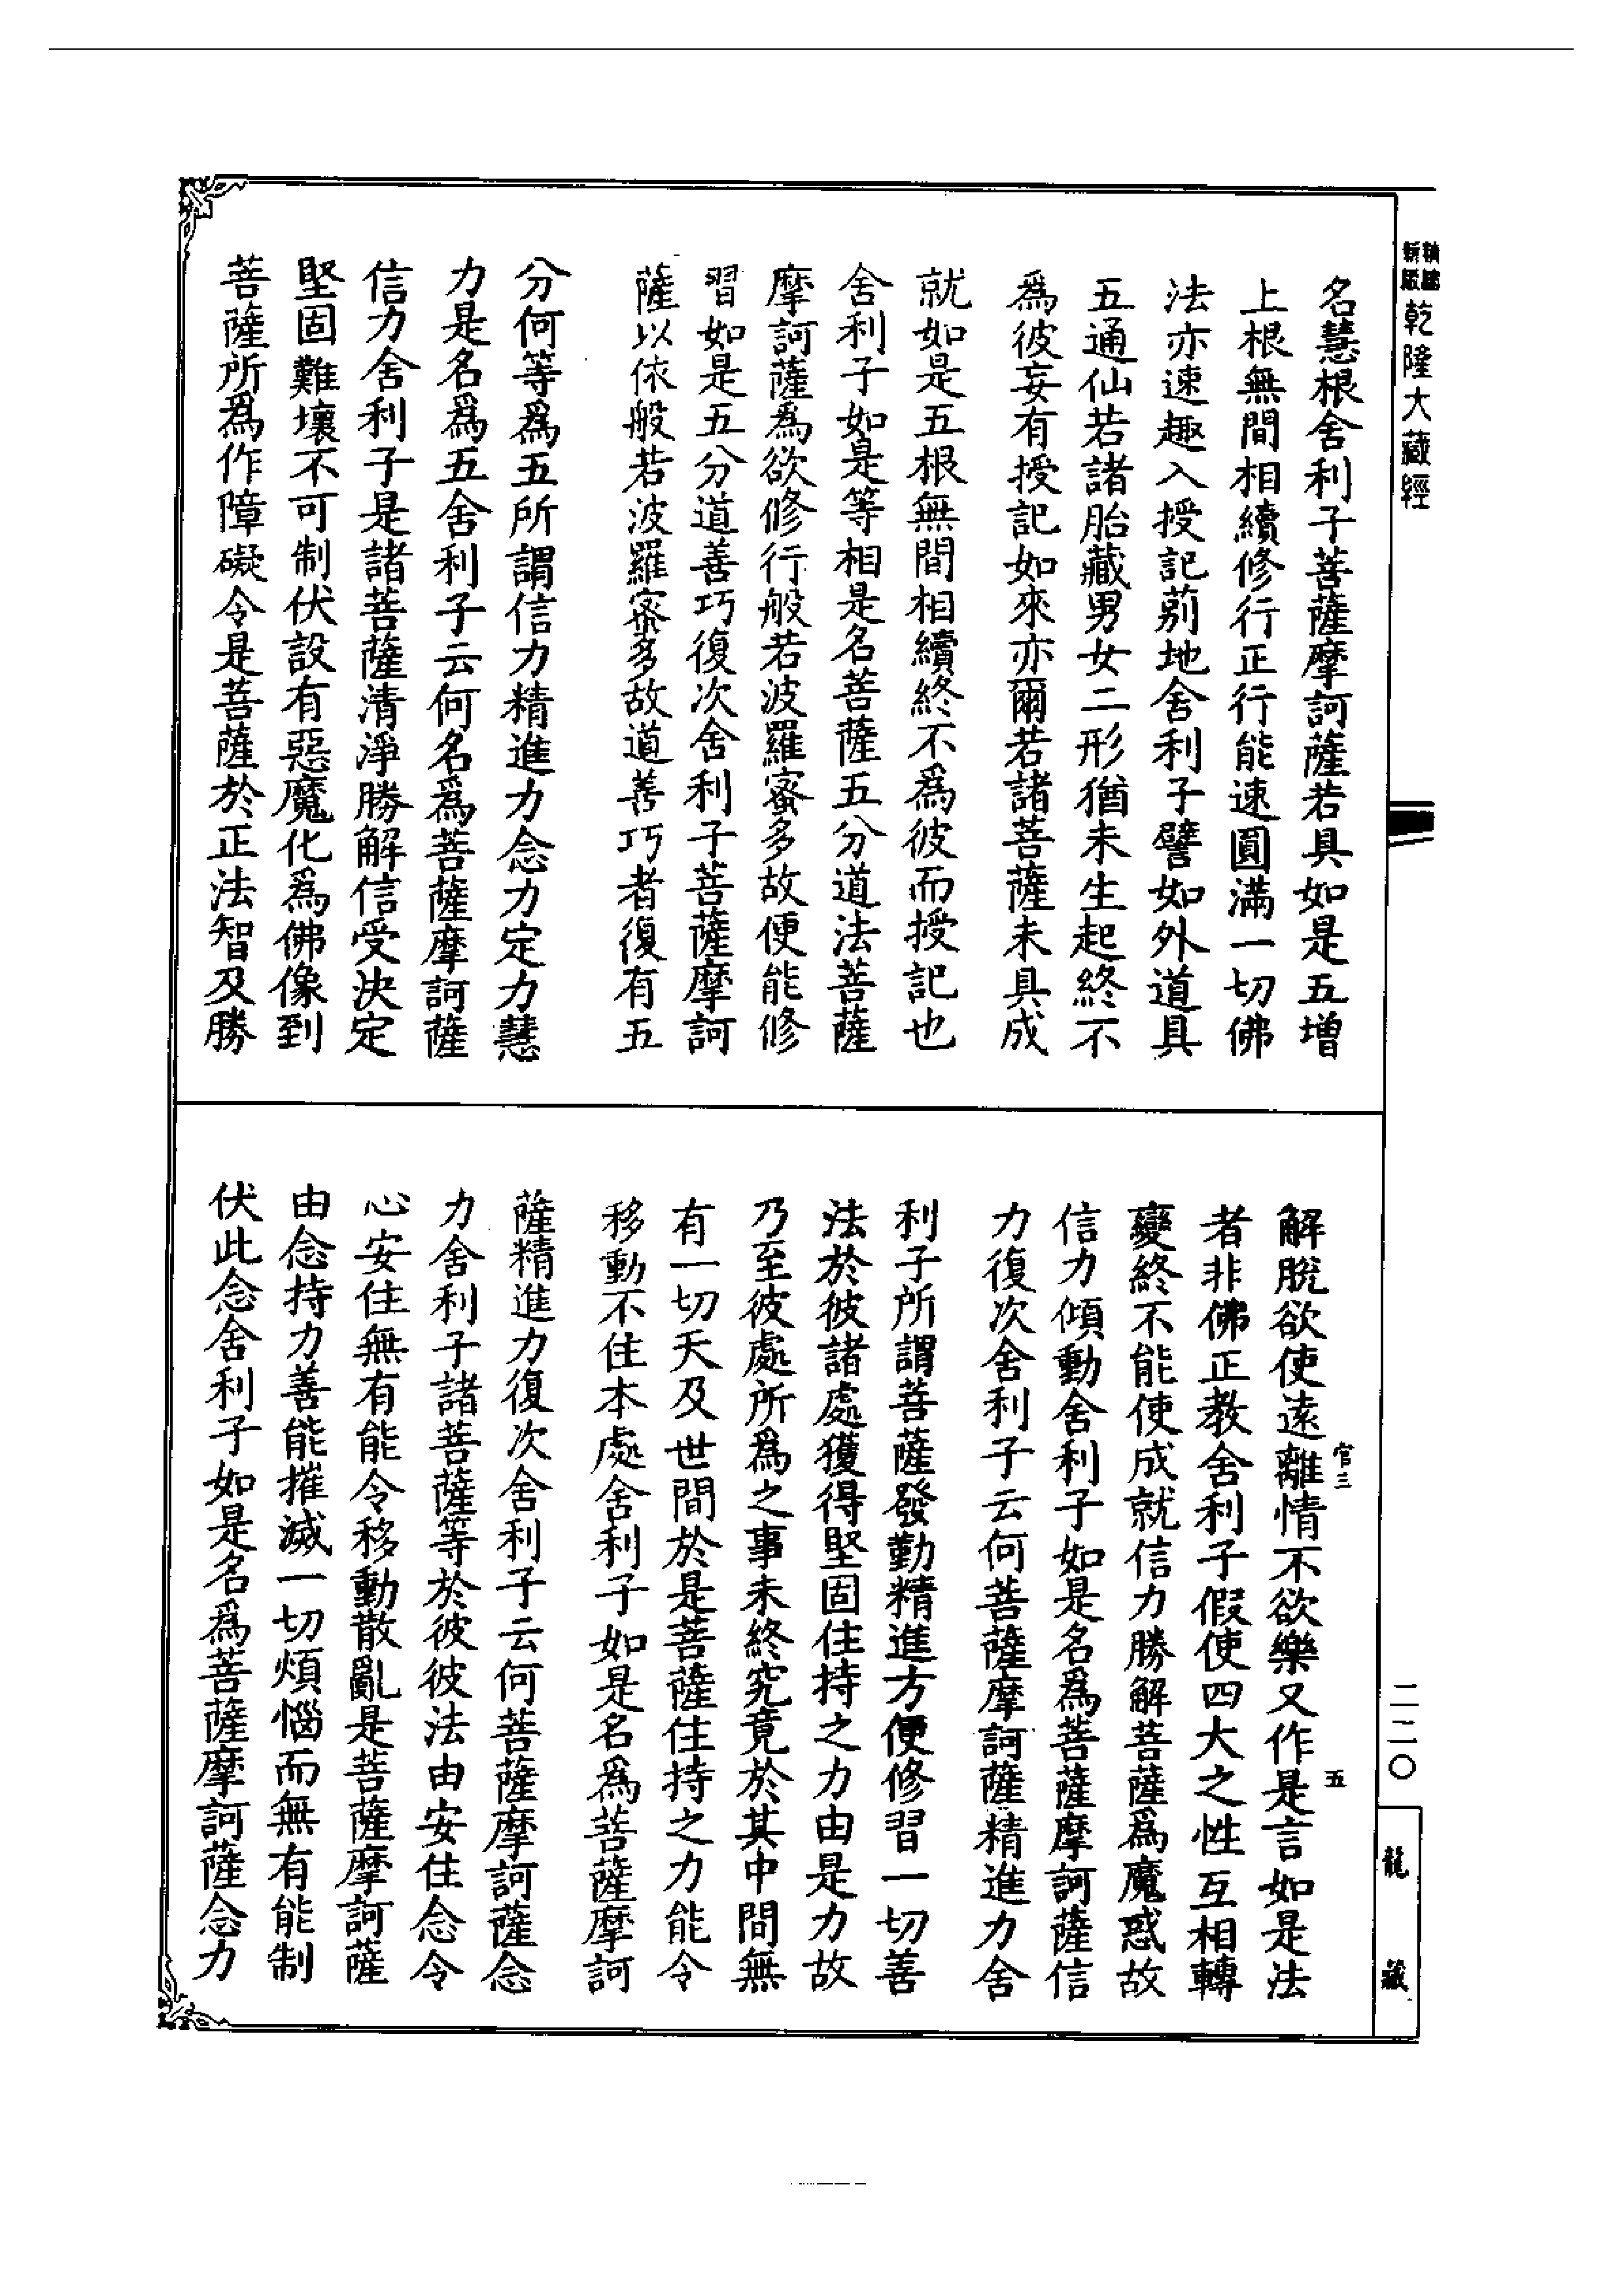 乾隆大藏經
名慧根舍利子菩薩摩訶薩若具如是五增
上根無間相續修行正行能速圓滿一切佛
法亦速趣入授記莂地舍利子譬如外道具
五通仙若諸胎藏男女二形猶未生起終不
爲彼妄有授記如來亦爾若諸菩薩未具成
就如是五根無間相續終不爲彼而授記也
舍利子如是等相是名菩薩五分道法菩薩
摩訶薩爲欲修行般若波羅蜜多故便能修
習如是五分道善巧復次舍利子菩薩摩訶
薩以依般若波羅蜜多故道善巧者復有五
分何等爲五所謂信力精進力念力定力慧
力是名爲五舍利子云何名爲菩薩摩訶薩
信力舍利子是諸菩薩清淨勝解信受決定
堅固難壞不可制伏設有惡魔化爲佛像到
菩薩所爲作障礙令是菩薩於正法智及勝
解脫欲使遠離情不欲樂又作是言如是法
者非佛正教舍利子假使四大之性互相轉
變終不能使成就信力勝解菩薩爲魔惑故
信力傾動舍利子如是名爲菩薩摩訶薩信
力復次舍利子云何菩薩摩訶薩精進力舍
利子所謂菩薩發勤精進方便修習一切善
法於彼諸處獲得堅固住持之力由是力故
乃至彼處所爲之事未終究竟於其中間無
有一切天及世間於是菩薩住持之力能令
移動不住本處舍利子如是名爲菩薩摩訶
薩精進力復次舍利子云何菩薩摩訶薩念
力舍利子諸菩薩等於彼彼法由安住念令
心安住無有能令移動散亂是菩薩摩訶薩
由念持力善能摧滅一切煩惱而無有能制
伏此念舍利子如是名爲菩薩摩訶薩念力
官三
五
二二〇
龍藏